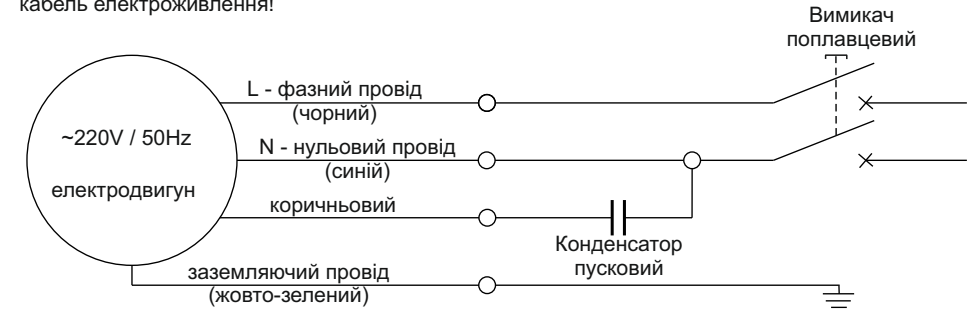 кабель електроживлення!
Вимикач
поплавцевий
L - фазний провід
(чорний)
~220V / 50Hz
N - нульовий провід
(синій)
електродвигун
коричньовий
Конденсатор
пусковий
заземляючий провід
(жовто-зелений)